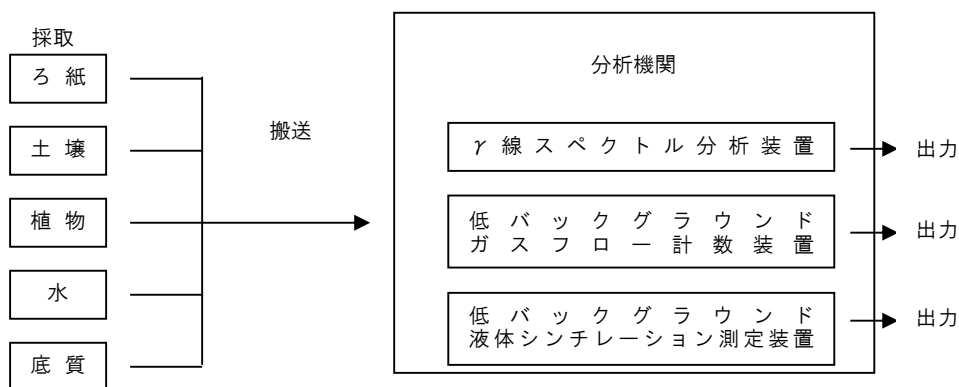 採取
ろ紙
土壌
植物
水
底質
搬送
分析機関
γ線スペクトル分析装置
低バックグラウンド
ガスフロー計数装置
低バックグラウンド
液体シンチレーション測定装置
出力
出力
出力